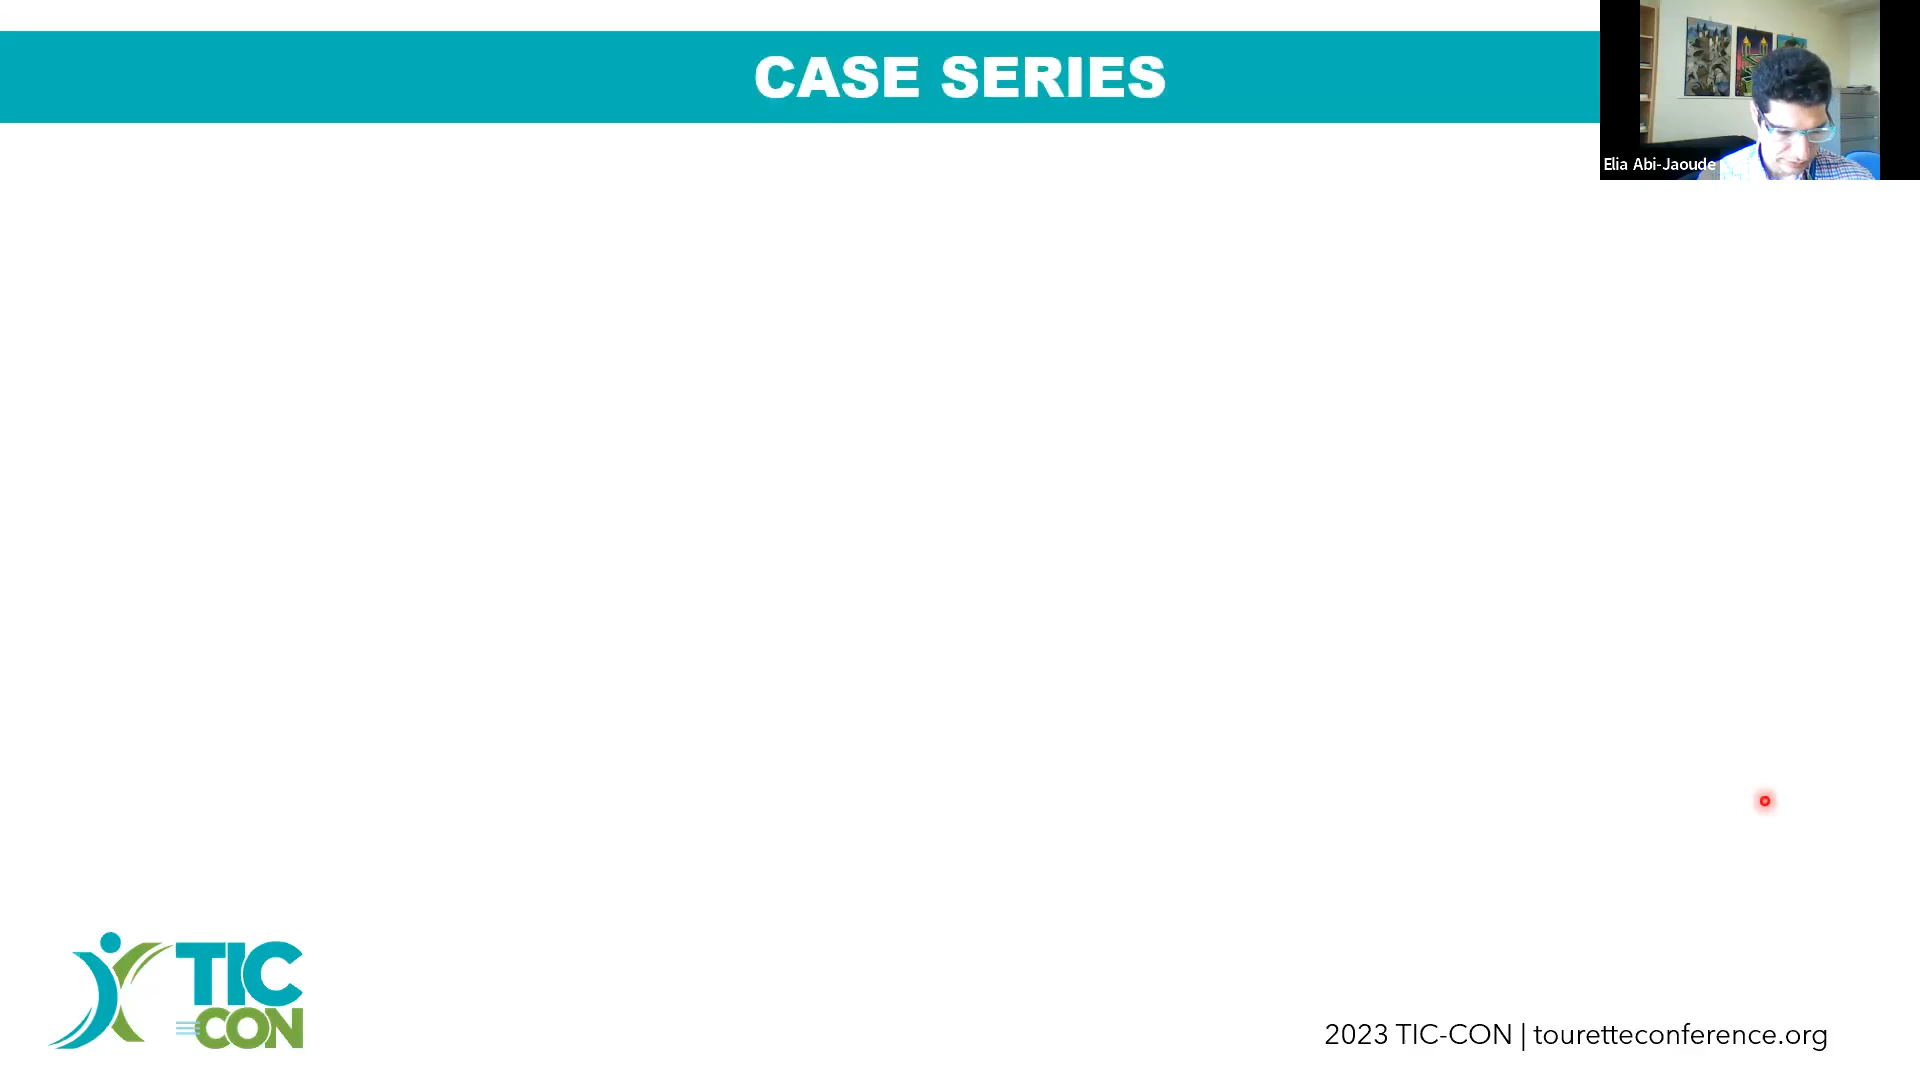 CASE SERIES
Elia Abi-Jaoude
TIC
CON
2023 TIC-CON | touretteconference.org